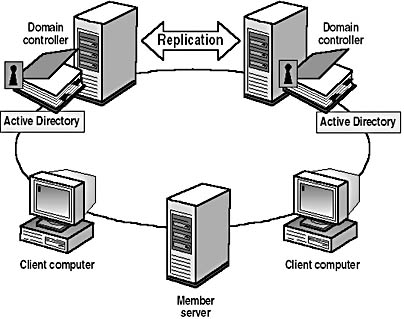 Domain
controller
Replication
Domain
controller
Active Directory
Active Directory
Client computer
Member
server
Client computer